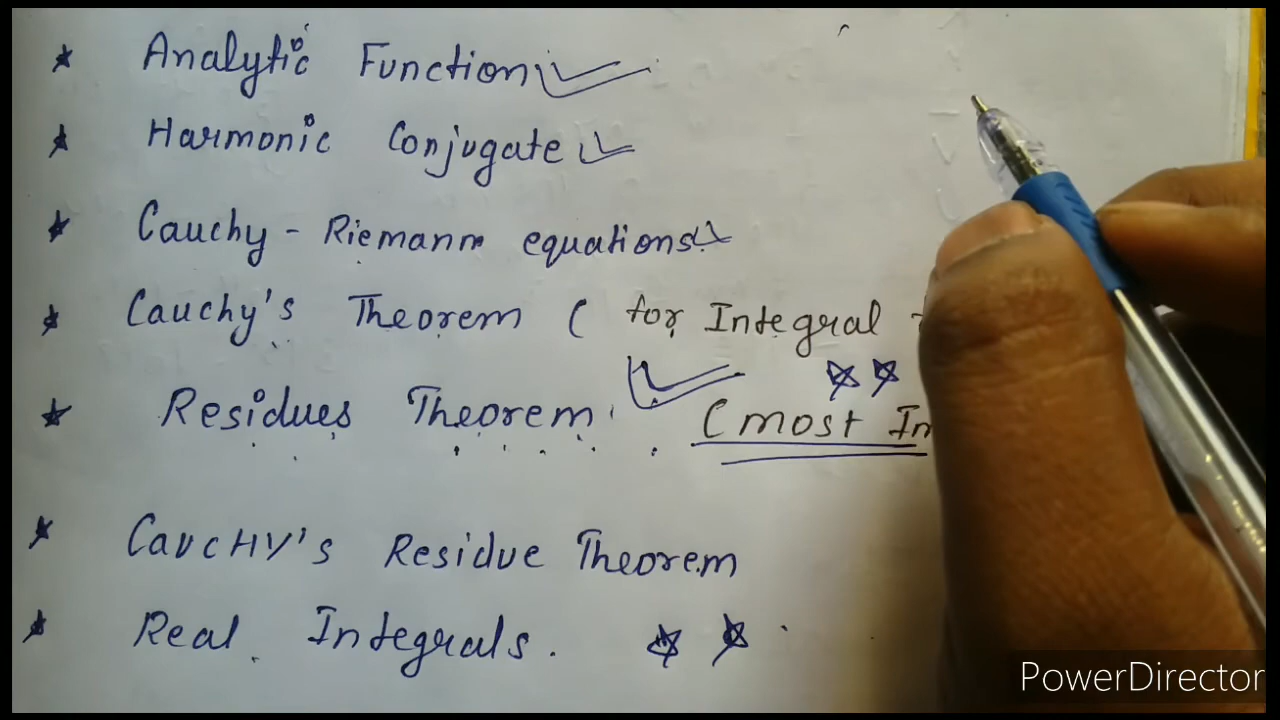 ★ Analytic Function
★ Harmonic Conjugate
★ Cauchy - Riemann equations
★ Cauchy's Theorem ( for Integral
★ Residues Theorem (most In
★ CAUCHY's Residue Theorem
★ Real Integrals.
PowerDirector